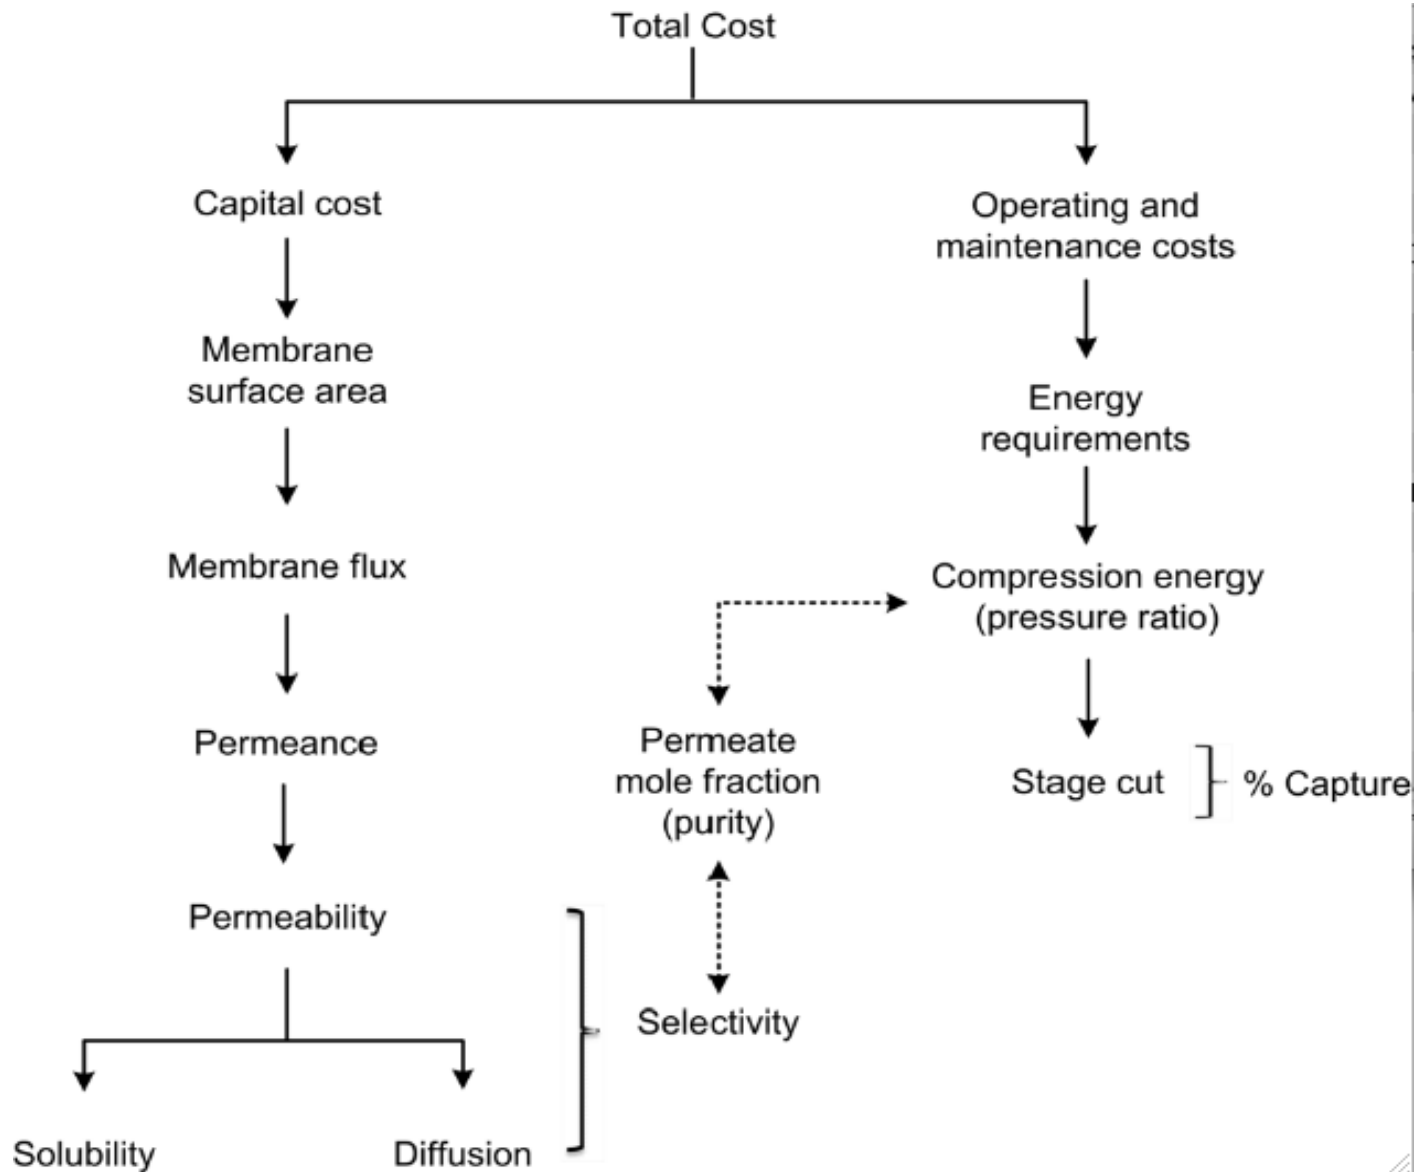 Total Cost
Capital cost
Operating and
maintenance costs
Membrane
surface area
Energy
requirements
Membrane flux
Compression energy
(pressure ratio)
Permeance
Permeate
mole fraction
(purity)
Stage cut
% Capture
Permeability
Selectivity
Solubility
Diffusion